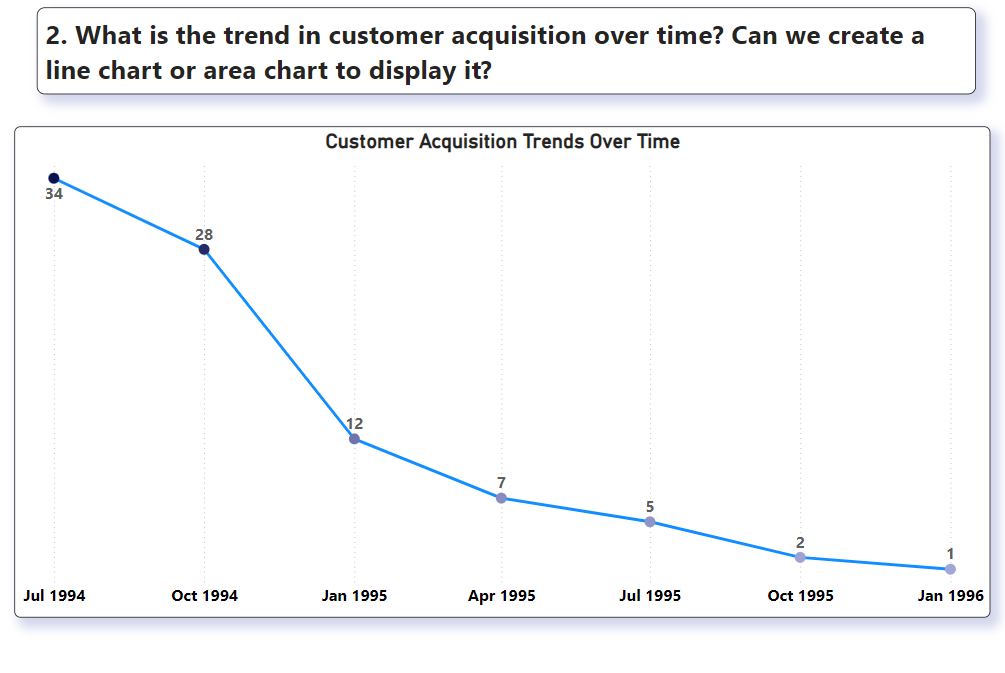 2. What is the trend in customer acquisition over time? Can we create a
line chart or area chart to display it?
Customer Acquisition Trends Over Time
34
28
12
7
5
2
1
Jul 1994 Oct 1994 Jan 1995 Apr 1995 Jul 1995 Oct 1995 Jan 1996